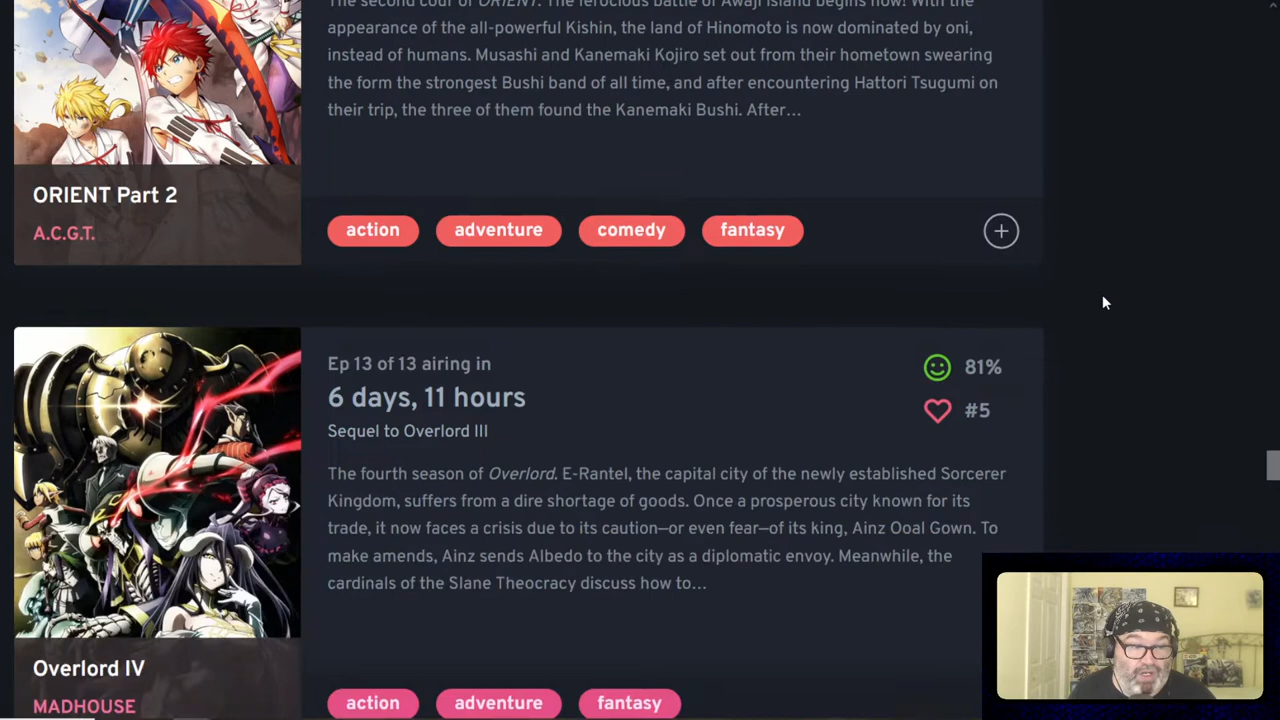 The second cour of ORIENT. The ferocious battle of Awaji Island begins now! With the
appearance of the all-powerful Kishin, the land of Hinomoto is now dominated by oni,
instead of humans. Musashi and Kanemaki Kojiro set out from their hometown swearing
the form the strongest Bushi band of all time, and after encountering Hattori Tsugumi on
their trip, the three of them found the Kanemaki Bushi. After…
ORIENT Part 2
A.C.G.T.
action adventure comedy fantasy
Ep 13 of 13 airing in
81%
6 days, 11 hours
#5
Sequel to Overlord III
The fourth season of Overlord. E-Rantel, the capital city of the newly established Sorcerer
Kingdom, suffers from a dire shortage of goods. Once a prosperous city known for its
trade, it now faces a crisis due to its caution—or even fear—of its king, Ainz Ooal Gown. To
make amends, Ainz sends Albedo to the city as a diplomatic envoy. Meanwhile, the
cardinals of the Slane Theocracy discuss how to…
Overlord IV
MADHOUSE
action adventure fantasy